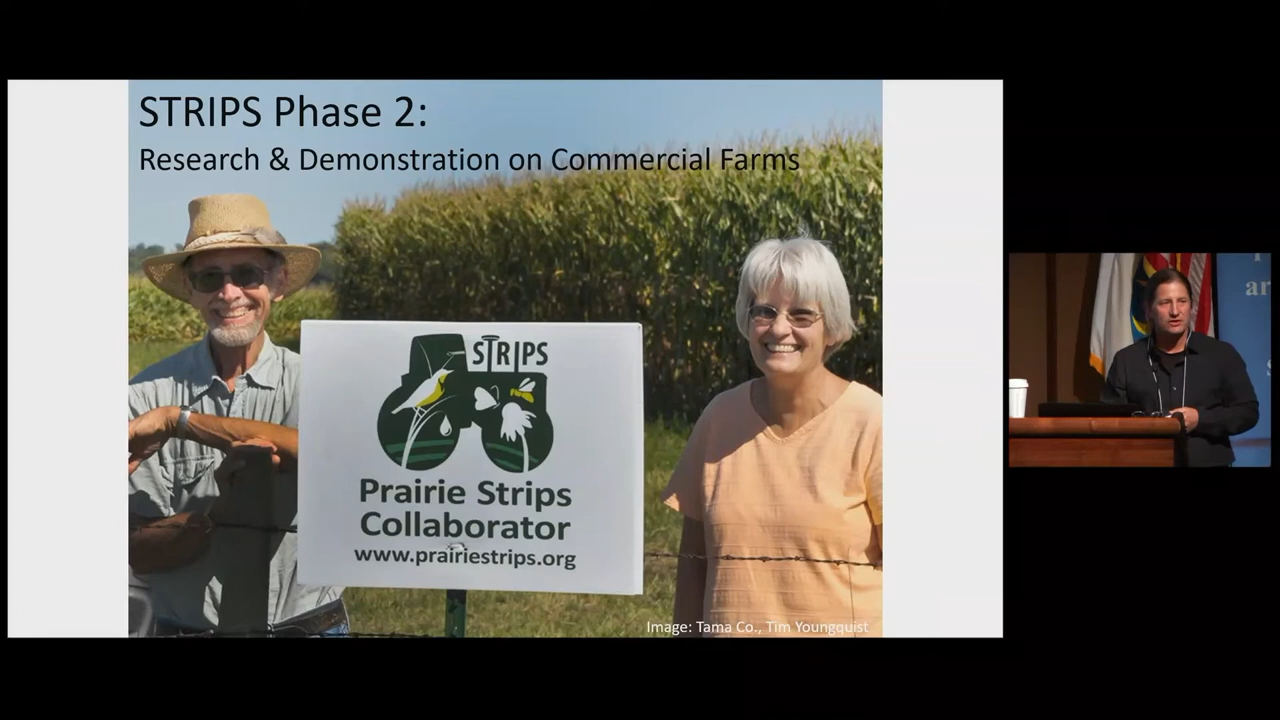 STRIPS Phase 2:
Research & Demonstration on Commercial Farms
STRIPS
Prairie Strips
Collaborator
www.prairiestrips.org
Image: Tama Co., Tim Youngquist